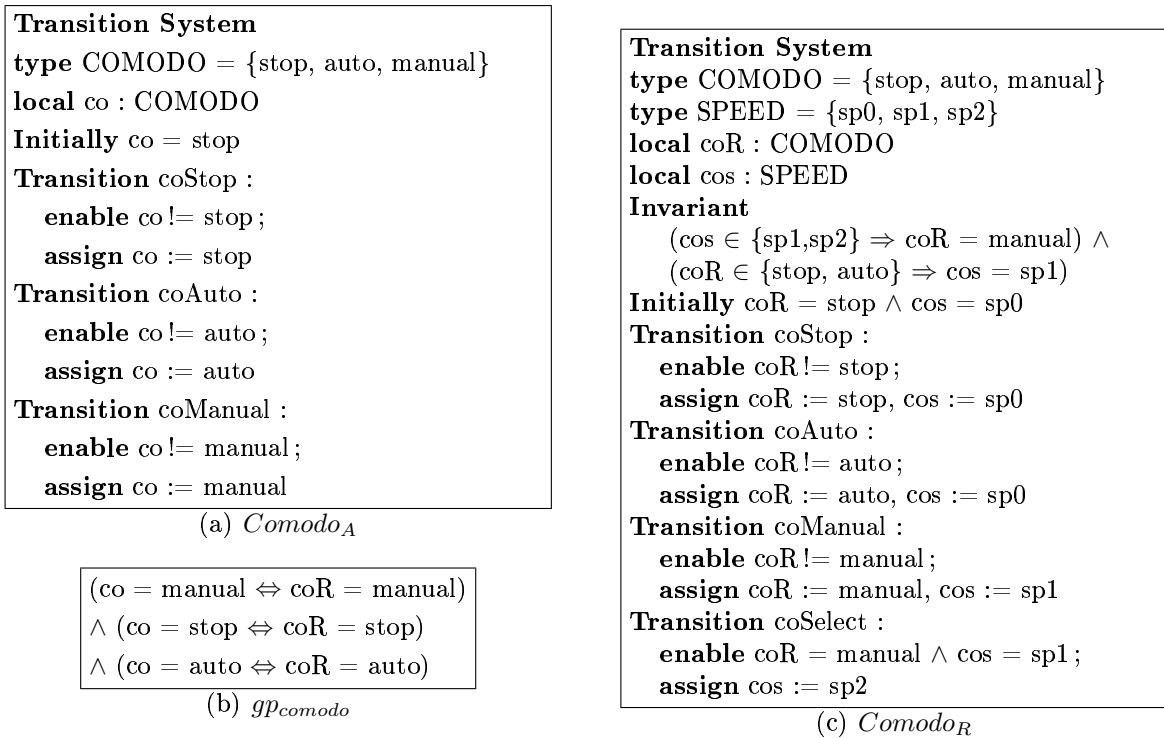 Transition System
type COMODO = {stop, auto, manual}
local co : COMODO
Initially co = stop
Transition coStop :
enable co != stop ;
assign co := stop
Transition coAuto :
enable co != auto ;
assign co := auto
Transition coManual :
enable co != manual ;
assign co := manual
(a) Comodo_A
(co = manual ⇔ coR = manual)
∧ (co = stop ⇔ coR = stop)
∧ (co = auto ⇔ coR = auto)
(b) gp_comodo
Transition System
type COMODO = {stop, auto, manual}
type SPEED = {sp0, sp1, sp2}
local coR : COMODO
local cos : SPEED
Invariant
(cos ∈ {sp1,sp2} ⇒ coR = manual) ∧
(coR ∈ {stop, auto} ⇒ cos = sp1)
Initially coR = stop ∧ cos = sp0
Transition coStop :
enable coR != stop ;
assign coR := stop, cos := sp0
Transition coAuto :
enable coR != auto ;
assign coR := auto, cos := sp0
Transition coManual :
enable coR != manual ;
assign coR := manual, cos := sp1
Transition coSelect :
enable coR = manual ∧ cos = sp1 ;
assign cos := sp2
(c) Comodo_R